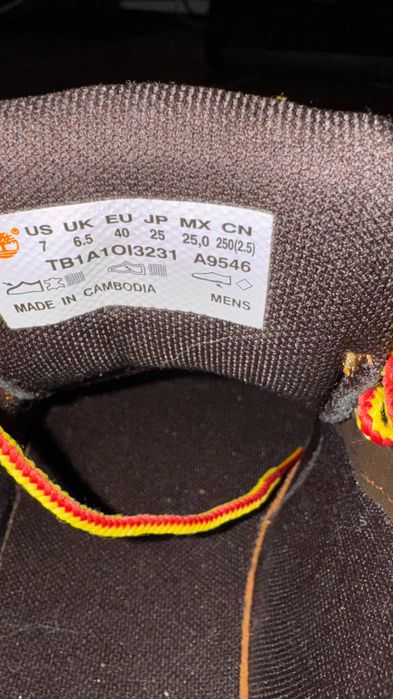 US UK EU JP MX CN
7 6.5 40 25 25,0 250(2.5)
TB1A1OI3231 A9546
MADE IN CAMBODIA MENS